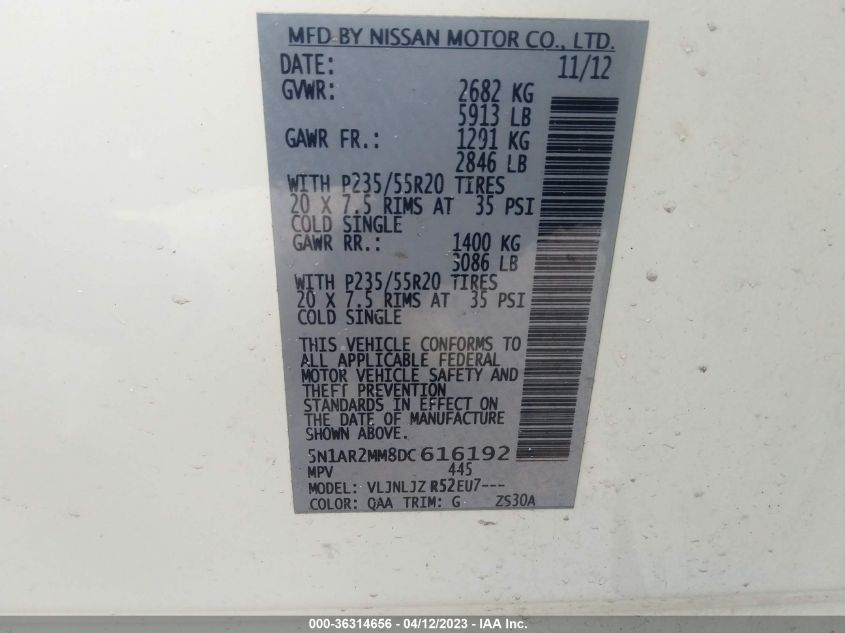 MFD BY NISSAN MOTOR CO., LTD.
DATE: 11/12
GVWR: 2682 KG
5913 LB
GAWR FR.: 1291 KG
2846 LB
WITH P235/55R20 TIRES
20 X 7.5 RIMS AT 35 PSI
COLD SINGLE
GAWR RR.: 1400 KG
3086 LB
WITH P235/55R20 TIRES
20 X 7.5 RIMS AT 35 PSI
COLD SINGLE
THIS VEHICLE CONFORMS TO
ALL APPLICABLE FEDERAL
MOTOR VEHICLE SAFETY AND
THEFT PREVENTION
STANDARDS IN EFFECT ON
THE DATE OF MANUFACTURE
SHOWN ABOVE.
5N1AR2MM8DC616192
MPV 445
MODEL: VLJNLJZ R52EU7---
COLOR: QAA TRIM: G ZS30A
000-36314656 - 04/12/2023 - IAA Inc.